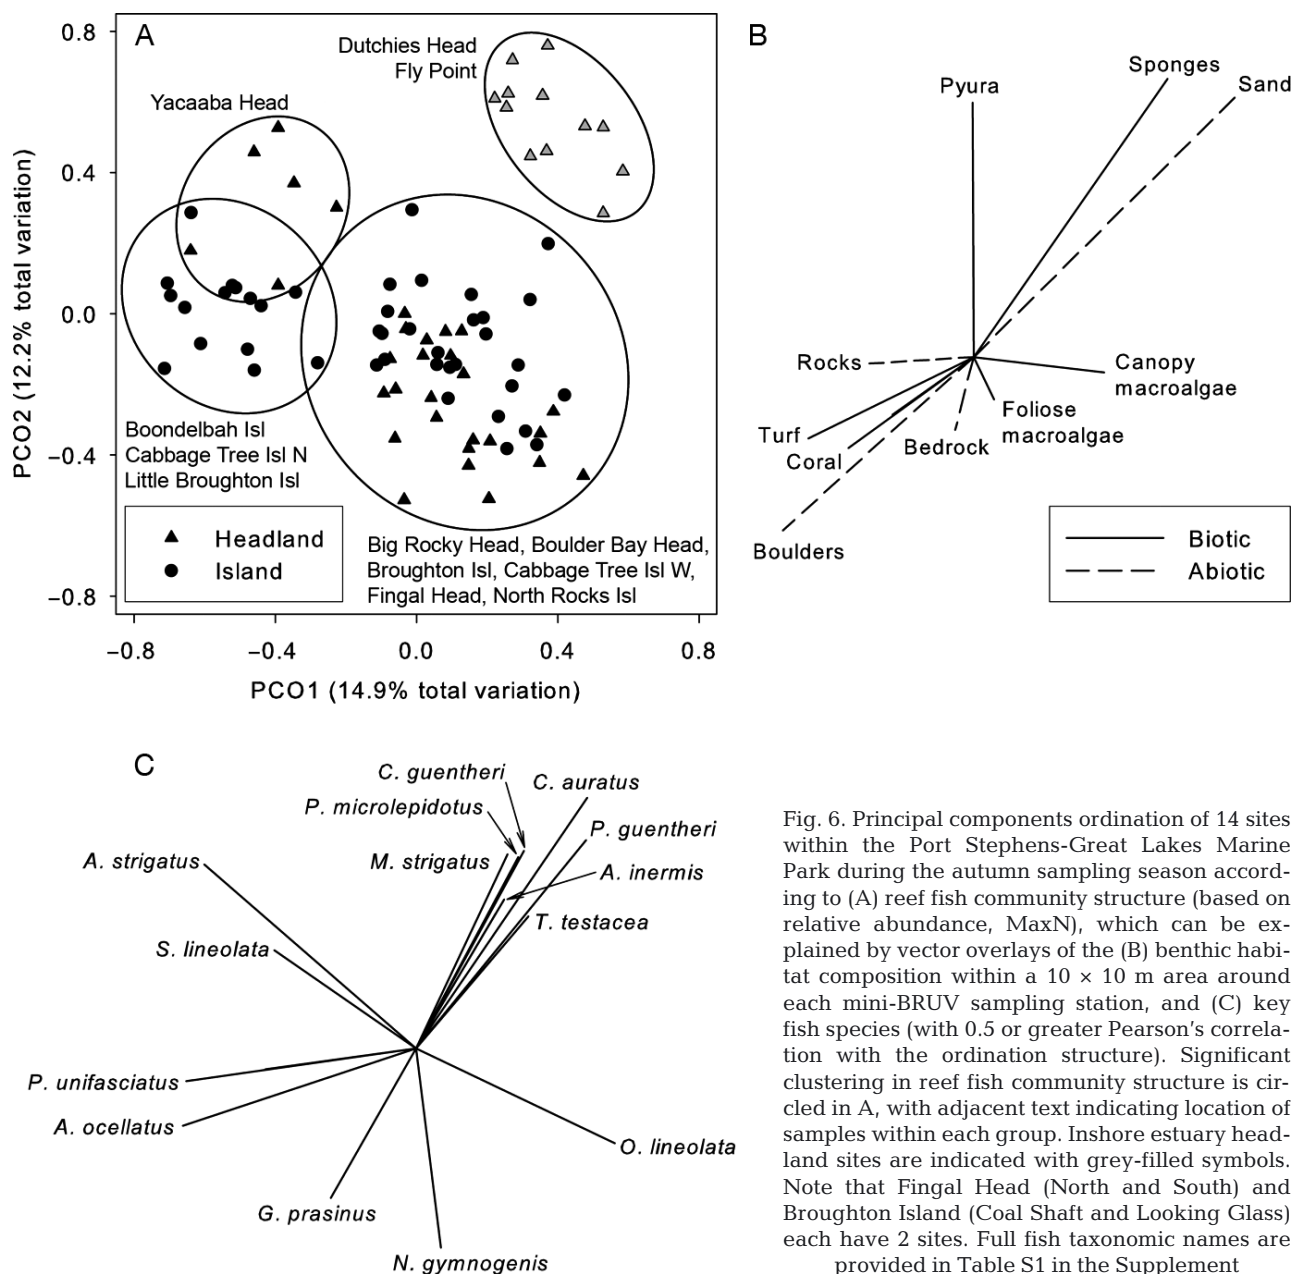 A
0.8
0.4
0.0
−0.4
−0.8
PCO2 (12.2% total variation)
Dutchies Head
Fly Point
Yacaaba Head
Boondelbah Isl
Cabbage Tree Isl N
Little Broughton Isl
Headland
Island
Big Rocky Head, Boulder Bay Head,
Broughton Isl, Cabbage Tree Isl W,
Fingal Head, North Rocks Isl
−0.8
−0.4
0.0
0.4
0.8
PCO1 (14.9% total variation)
B
Pyura
Sponges
Sand
Rocks
Canopy
macroalgae
Foliose
macroalgae
Turf
Coral
Bedrock
Boulders
Biotic
Abiotic
C
C. guentheri
C. auratus
P. microlepidotus
P. guentheri
A. strigatus
M. strigatus
A. inermis
T. testacea
S. lineolata
P. unifasciatus
A. ocellatus
O. lineolata
G. prasinus
N. gymnogenis
Fig. 6. Principal components ordination of 14 sites
within the Port Stephens-Great Lakes Marine
Park during the autumn sampling season accord-
ing to (A) reef fish community structure (based on
relative abundance, MaxN), which can be ex-
plained by vector overlays of the (B) benthic habi-
tat composition within a 10 × 10 m area around
each mini-BRUV sampling station, and (C) key
fish species (with 0.5 or greater Pearson's correla-
tion with the ordination structure). Significant
clustering in reef fish community structure is cir-
cled in A, with adjacent text indicating location of
samples within each group. Inshore estuary head-
land sites are indicated with grey-filled symbols.
Note that Fingal Head (North and South) and
Broughton Island (Coal Shaft and Looking Glass)
each have 2 sites. Full fish taxonomic names are
provided in Table S1 in the Supplement